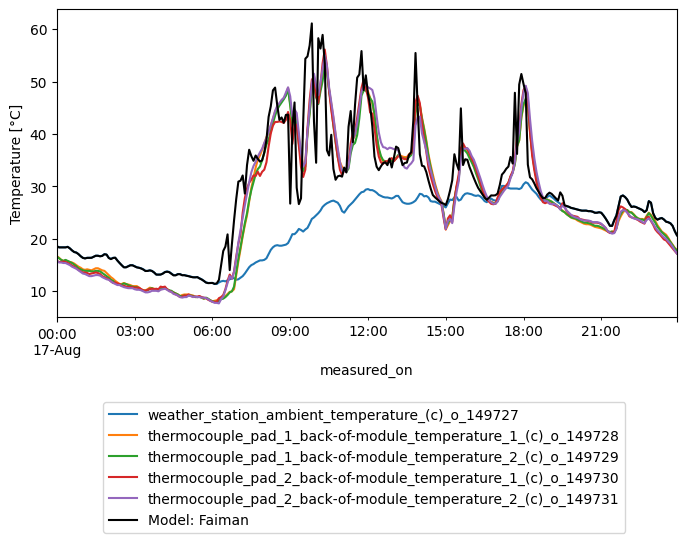 60
50
40
30
20
10
Temperature [°C]
00:00
17-Aug
03:00
06:00
09:00
12:00
15:00
18:00
21:00
measured_on
weather_station_ambient_temperature_(c)_o_149727
thermocouple_pad_1_back-of-module_temperature_1_(c)_o_149728
thermocouple_pad_1_back-of-module_temperature_2_(c)_o_149729
thermocouple_pad_2_back-of-module_temperature_1_(c)_o_149730
thermocouple_pad_2_back-of-module_temperature_2_(c)_o_149731
Model: Faiman